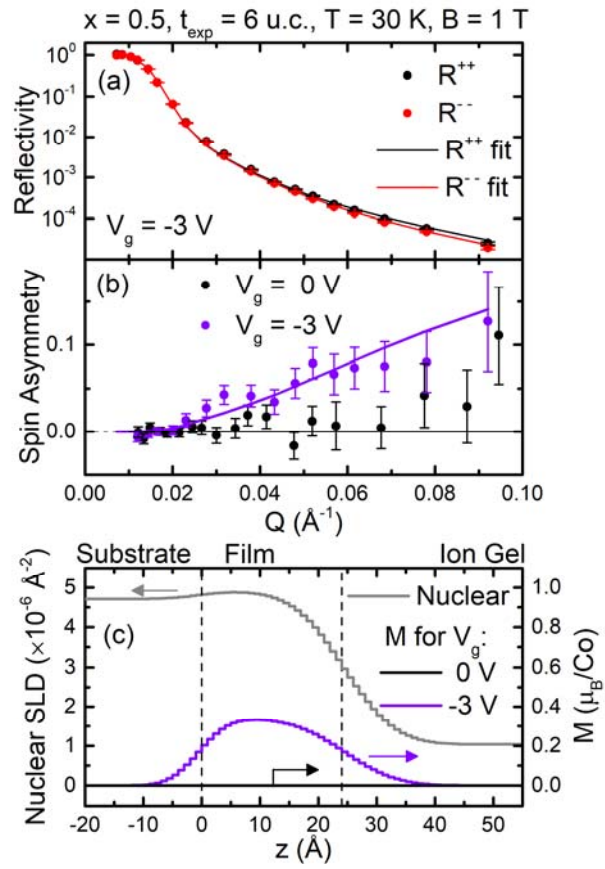 x = 0.5, t_exp = 6 u.c., T = 30 K, B = 1 T
10^0
10^-1
10^-2
10^-3
10^-4
Reflectivity
(a)
R^++
R^--
R^++ fit
R^-- fit
V_g = -3 V
(b)
V_g = 0 V
V_g = -3 V
0.1
0.0
Spin Asymmetry
0.00 0.02 0.04 0.06 0.08 0.10
Q (Å^-1)
Substrate Film Ion Gel
5
4
3
2
1
0
Nuclear SLD (×10^-6 Å^-2)
(c)
Nuclear
M for V_g:
0 V
-3 V
1.0
0.8
0.6
0.4
0.2
0.0
M (μ_B/Co)
-20 -10 0 10 20 30 40 50
z (Å)